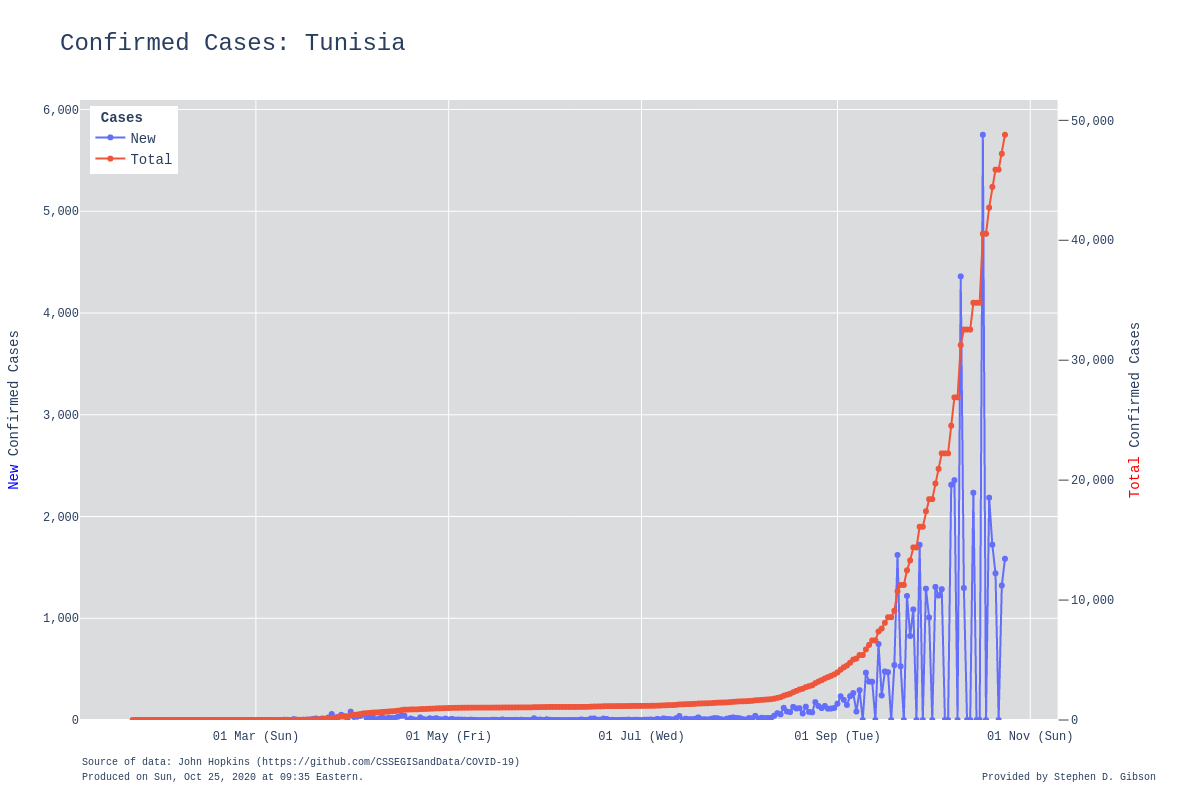 Confirmed Cases: Tunisia
Cases
New
Total
6,000
5,000
4,000
3,000
2,000
1,000
0
New Confirmed Cases
50,000
40,000
30,000
20,000
10,000
0
Total Confirmed Cases
01 Mar (Sun)
01 May (Fri)
01 Jul (Wed)
01 Sep (Tue)
01 Nov (Sun)
Source of data: John Hopkins (https://github.com/CSSEGISandData/COVID-19)
Produced on Sun, Oct 25, 2020 at 09:35 Eastern.
Provided by Stephen D. Gibson